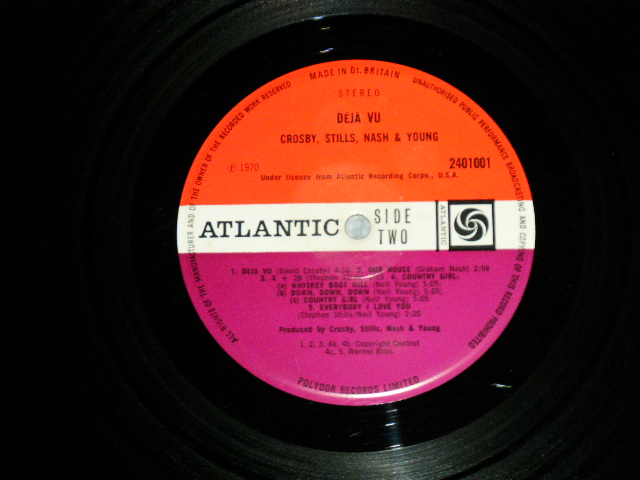 MADE IN Gt. BRITAIN
UNAUTHORISED PUBLIC PERFORMANCE BROADCASTING AND COPYING OF THIS RECORD PROHIBITED
ALL RIGHTS OF THE MANUFACTURER AND OF THE OWNER OF THE RECORDED WORK RESERVED
STEREO
DEJA VU
CROSBY, STILLS, NASH & YOUNG
Ⓟ 1970
2401001
Under licence from Atlantic Recording Corpn., U.S.A.
ATLANTIC
SIDE
TWO
ATLANTIC
1. DEJA VU (David Crosby) 4:10 2. OUR HOUSE (Graham Nash) 2:59
3. 4 + 20 (Stephen Stills) 4. COUNTRY GIRL:
(a) WHISKEY BOOT HILL (Neil Young) 5:05;
(b) DOWN, DOWN, DOWN (Neil Young) 5:05;
COUNTRY GIRL (Neil Young) 5:05
5. EVERYBODY I LOVE YOU
(Stephen Stills/Neil Young) 2:20
Produced by Crosby, Stills, Nash & Young
1, 2, 3, 4a, 4b, Copyright Control
4c, 5. Warner Bros.
POLYDOR RECORDS LIMITED